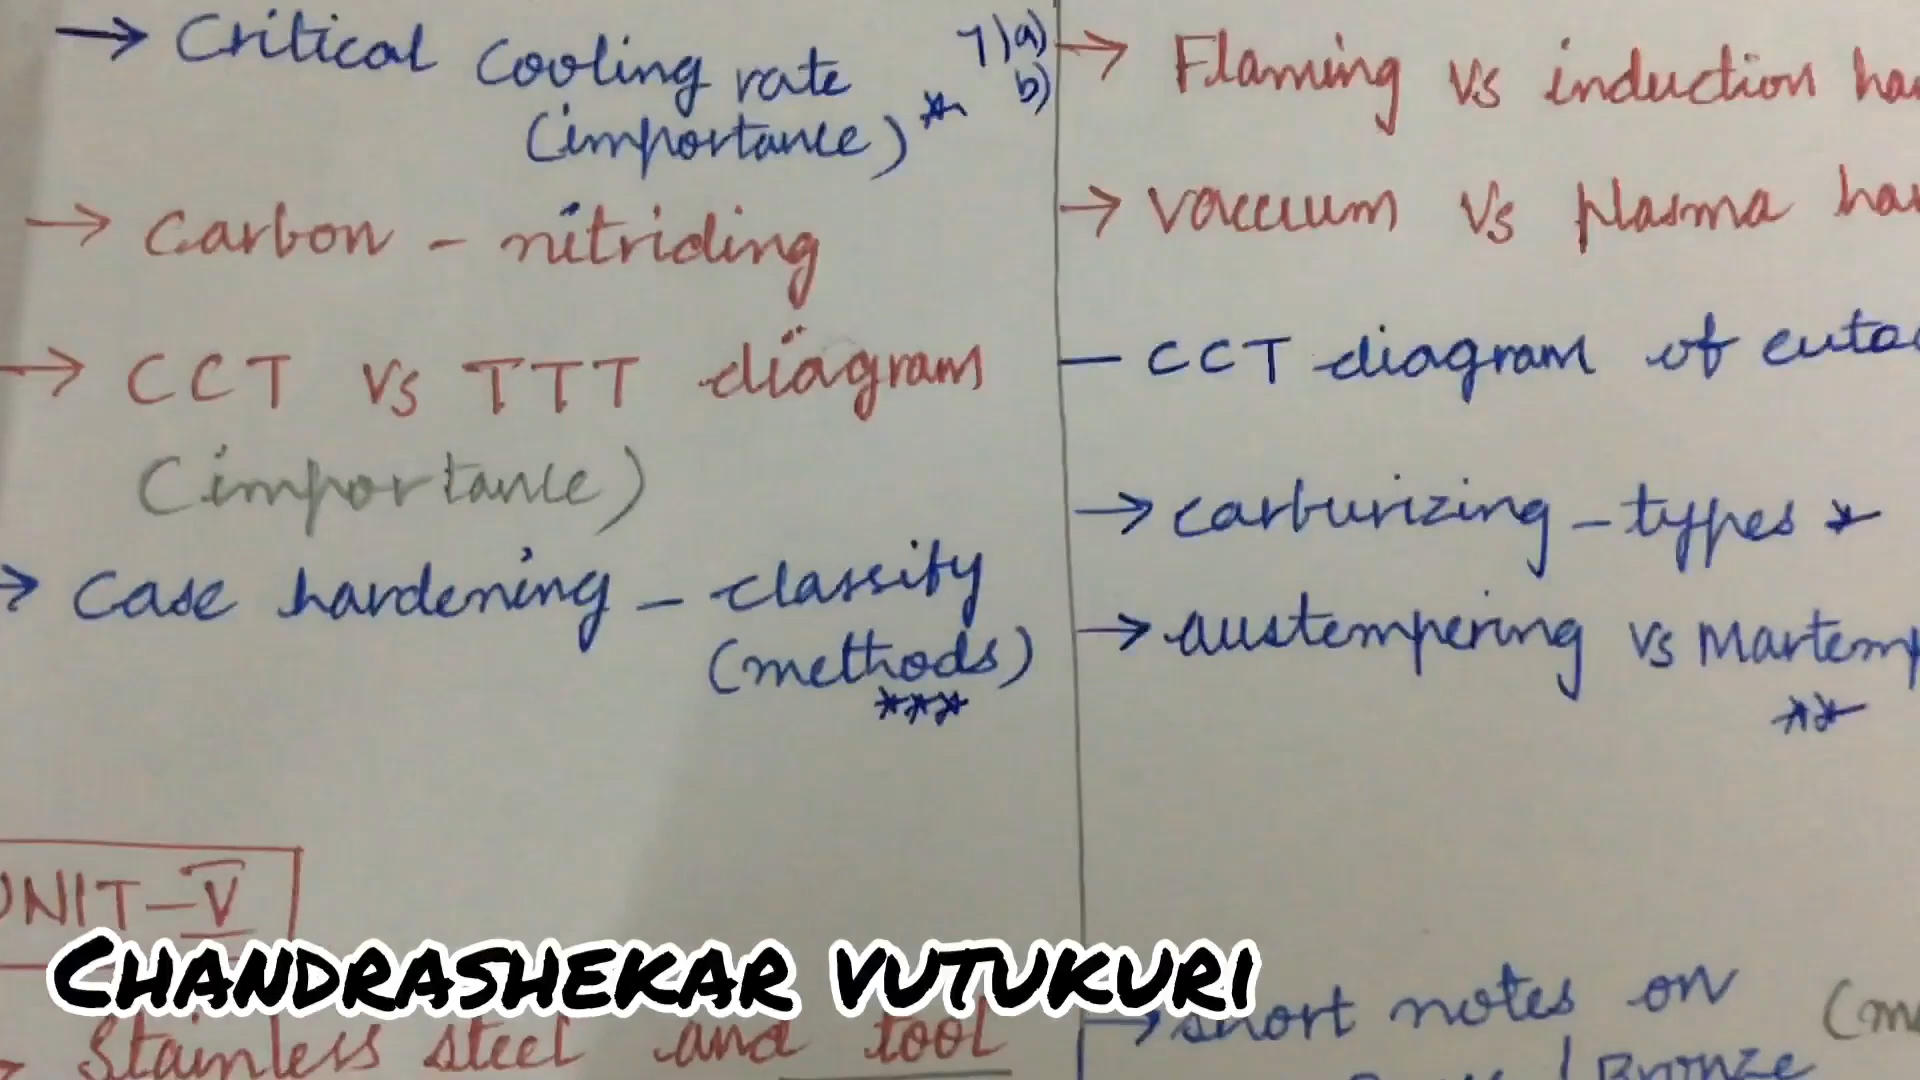 → Critical cooling rate
(importance) *
→ Carbon - nitriding
→ CCT Vs TTT diagram
(importance)
→ Case hardening - classify
(methods)
***
UNIT-V
Stainless steel and tool
7)a) → Flaming Vs induction
b)
→ vaccum Vs plasma
- CCT diagram of
→ carburizing - types *
→ austempering vs
**
→ short notes on
Bronze
CHANDRASHEKAR VUTUKURI